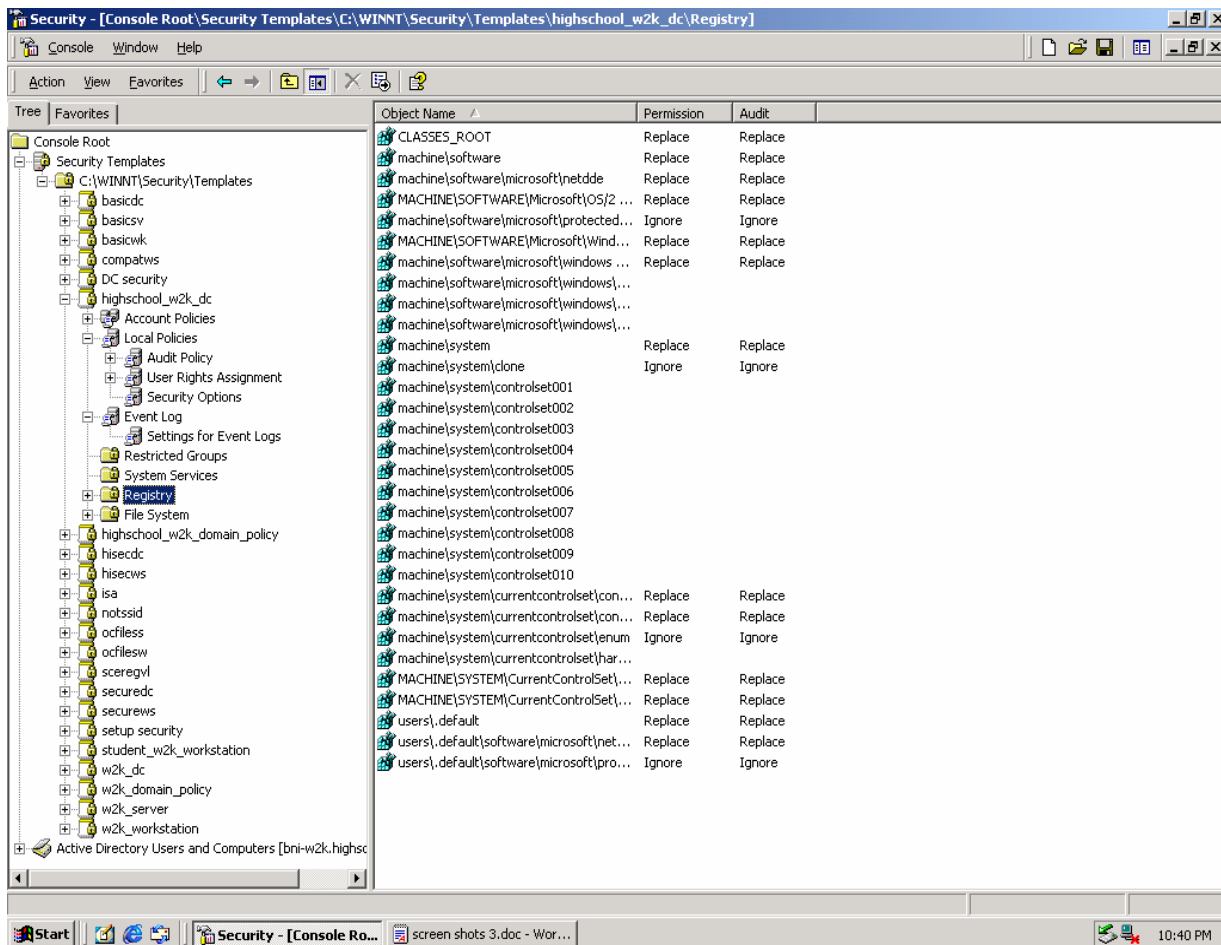 Security - [Console Root\Security Templates\C:\WINNT\Security\Templates\highschool_w2k_dc\Registry]
Console Window Help
Action View Favorites
Tree Favorites
Console Root
Security Templates
C:\WINNT\Security\Templates
basicdc
basicsv
basicwk
compatws
DC security
highschool_w2k_dc
Account Policies
Local Policies
Audit Policy
User Rights Assignment
Security Options
Event Log
Settings for Event Logs
Restricted Groups
System Services
Registry
File System
highschool_w2k_domain_policy
hisecdc
hisecws
isa
notssid
ocfiless
ocfilesw
sceregvl
securedc
securews
setup security
student_w2k_workstation
w2k_dc
w2k_domain_policy
w2k_server
w2k_workstation
Active Directory Users and Computers [bni-w2k.highsc
Object Name Permission Audit
CLASSES_ROOT Replace Replace
machine\software Replace Replace
machine\software\microsoft\netdde Replace Replace
MACHINE\SOFTWARE\Microsoft\OS/2 ... Replace Replace
machine\software\microsoft\protected... Ignore Ignore
MACHINE\SOFTWARE\Microsoft\Wind... Replace Replace
machine\software\microsoft\windows ... Replace Replace
machine\software\microsoft\windows\...
machine\software\microsoft\windows\...
machine\software\microsoft\windows\...
machine\system Replace Replace
machine\system\clone Ignore Ignore
machine\system\controlset001
machine\system\controlset002
machine\system\controlset003
machine\system\controlset004
machine\system\controlset005
machine\system\controlset006
machine\system\controlset007
machine\system\controlset008
machine\system\controlset009
machine\system\controlset010
machine\system\currentcontrolset\con... Replace Replace
machine\system\currentcontrolset\con... Replace Replace
machine\system\currentcontrolset\enum Ignore Ignore
machine\system\currentcontrolset\har...
MACHINE\SYSTEM\CurrentControlSet\... Replace Replace
MACHINE\SYSTEM\CurrentControlSet\... Replace Replace
users\.default Replace Replace
users\.default\software\microsoft\net... Replace Replace
users\.default\software\microsoft\pro... Ignore Ignore
Start Security - [Console Ro... screen shots 3.doc - Wor... 10:40 PM